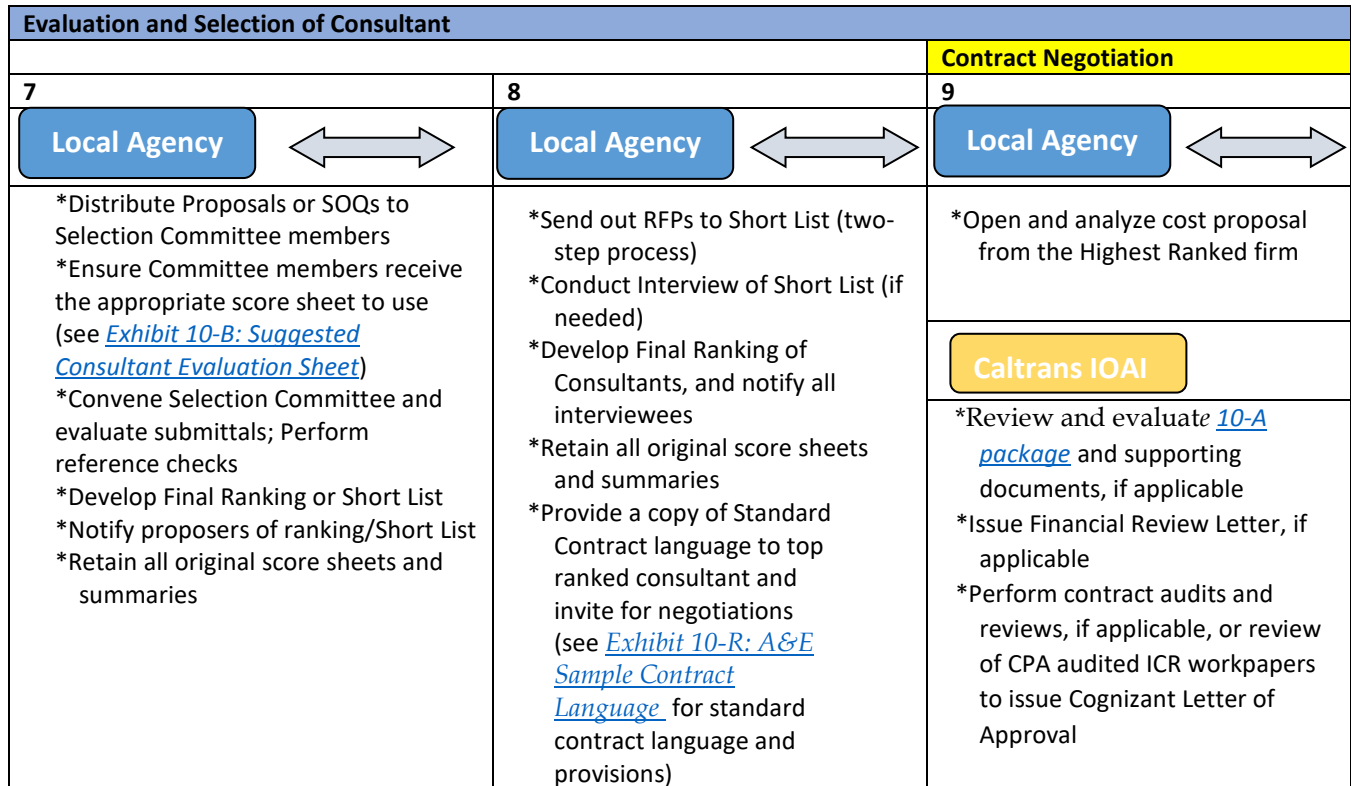 Evaluation and Selection of Consultant
Contract Negotiation
7
8
9
Local Agency
Local Agency
Local Agency
*Distribute Proposals or SOQs to
Selection Committee members
*Ensure Committee members receive
the appropriate score sheet to use
(see Exhibit 10-B: Suggested
Consultant Evaluation Sheet)
*Convene Selection Committee and
evaluate submittals; Perform
reference checks
*Develop Final Ranking or Short List
*Notify proposers of ranking/Short List
*Retain all original score sheets and
summaries
*Send out RFPs to Short List (two-
step process)
*Conduct Interview of Short List (if
needed)
*Develop Final Ranking of
Consultants, and notify all
interviewees
*Retain all original score sheets
and summaries
*Provide a copy of Standard
Contract language to top
ranked consultant and
invite for negotiations
(see Exhibit 10-R: A&E
Sample Contract
Language for standard
contract language and
provisions)
*Open and analyze cost proposal
from the Highest Ranked firm
Caltrans IOAI
*Review and evaluate 10-A
package and supporting
documents, if applicable
*Issue Financial Review Letter, if
applicable
*Perform contract audits and
reviews, if applicable, or review
of CPA audited ICR workpapers
to issue Cognizant Letter of
Approval